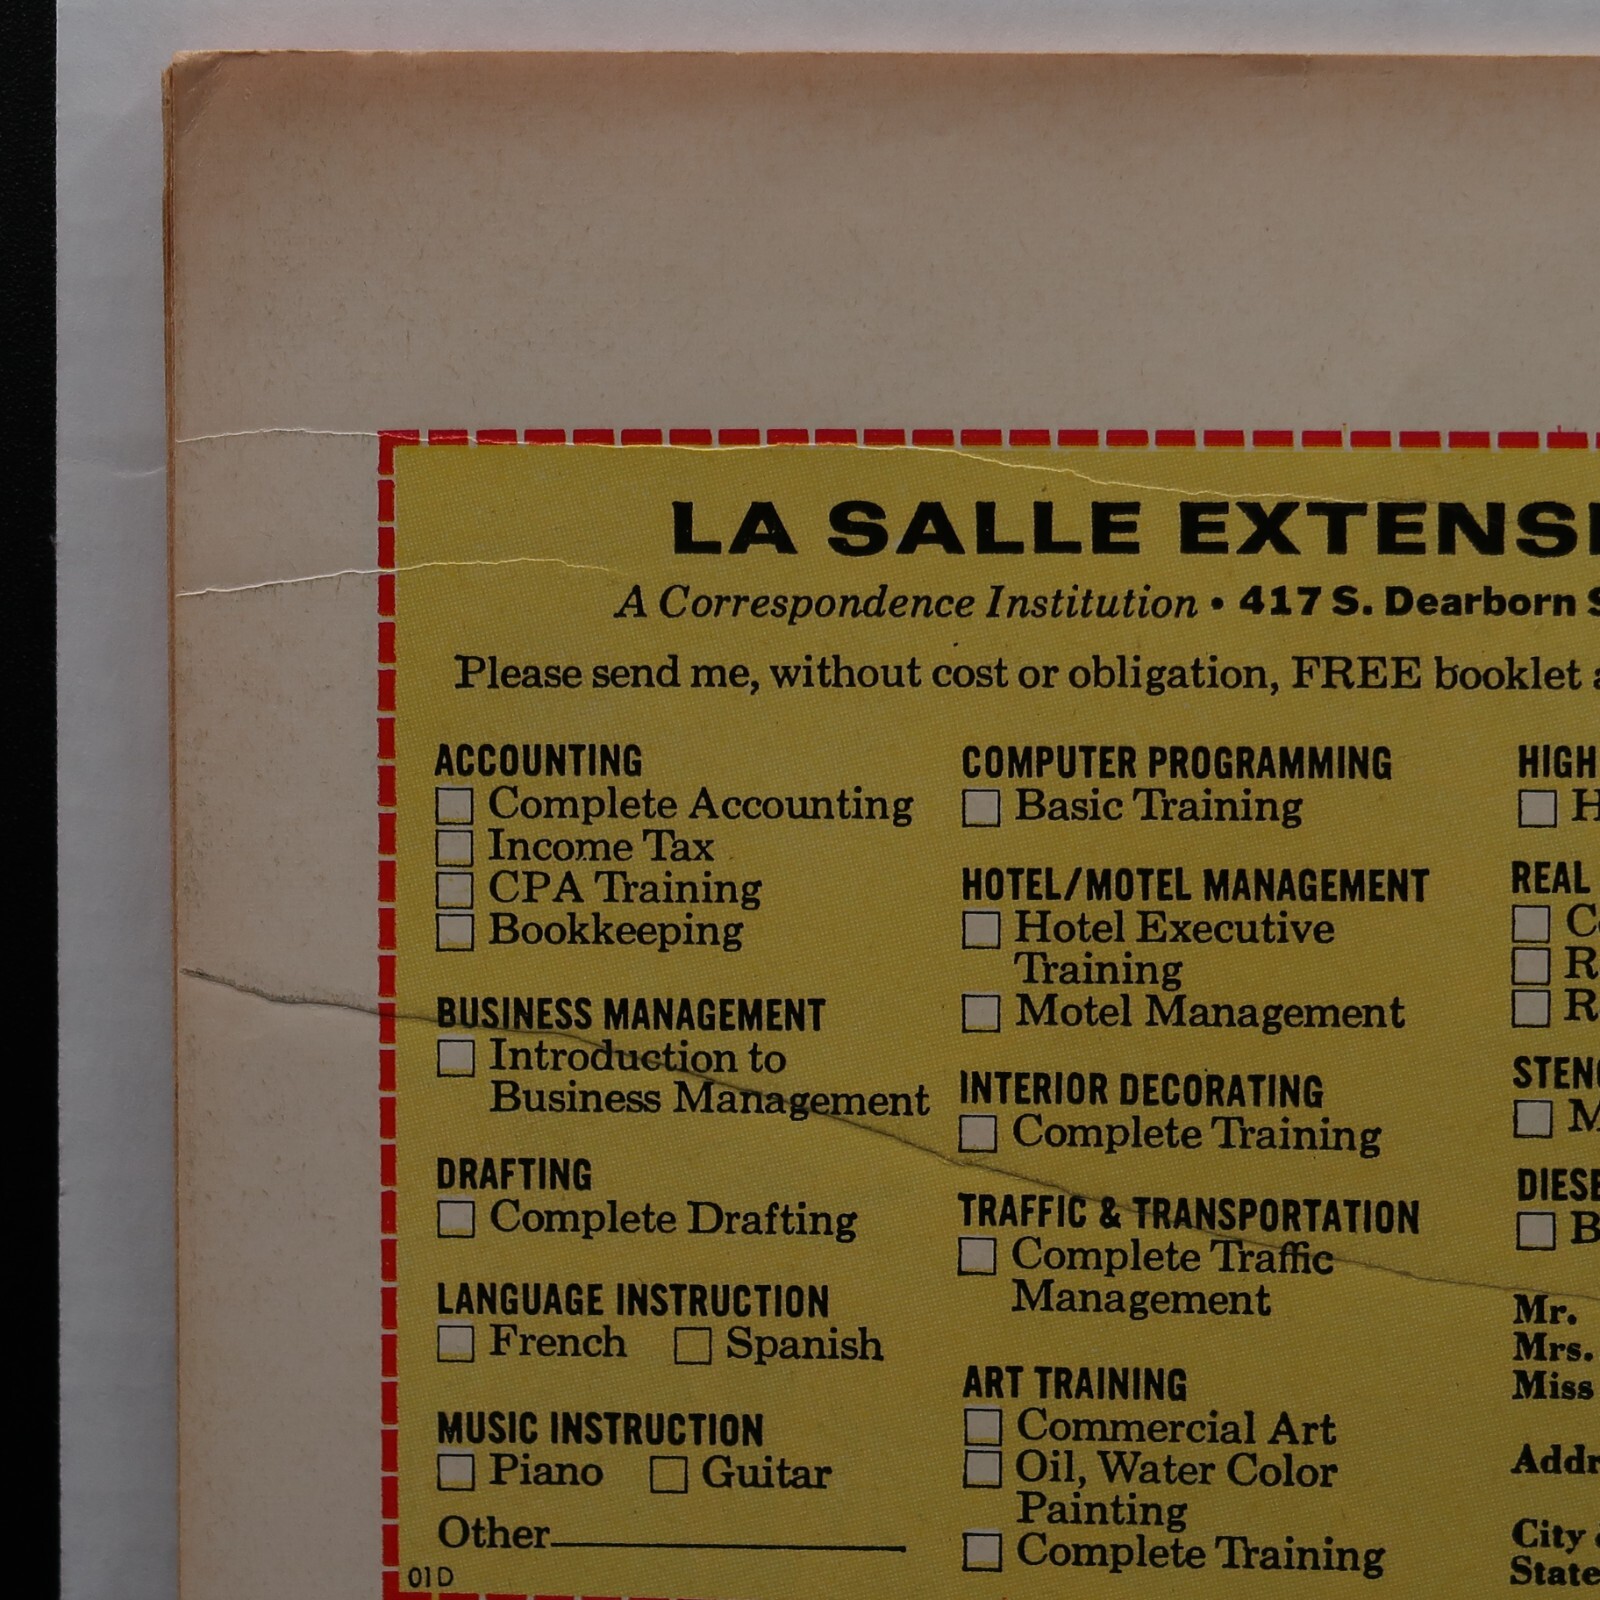 LA SALLE EXTENSI
A Correspondence Institution • 417 S. Dearborn S
Please send me, without cost or obligation, FREE booklet a
ACCOUNTING
Complete Accounting
Income Tax
CPA Training
Bookkeeping
BUSINESS MANAGEMENT
Introduction to
Business Management
DRAFTING
Complete Drafting
LANGUAGE INSTRUCTION
French Spanish
MUSIC INSTRUCTION
Piano Guitar
Other
01D
COMPUTER PROGRAMMING
Basic Training
HOTEL/MOTEL MANAGEMENT
Hotel Executive
Training
Motel Management
INTERIOR DECORATING
Complete Training
TRAFFIC & TRANSPORTATION
Complete Traffic
Management
ART TRAINING
Commercial Art
Oil, Water Color
Painting
Complete Training
HIGH
H
REAL
C
R
R
STEN
M
DIESE
B
Mr.
Mrs.
Miss
Addr
City
State